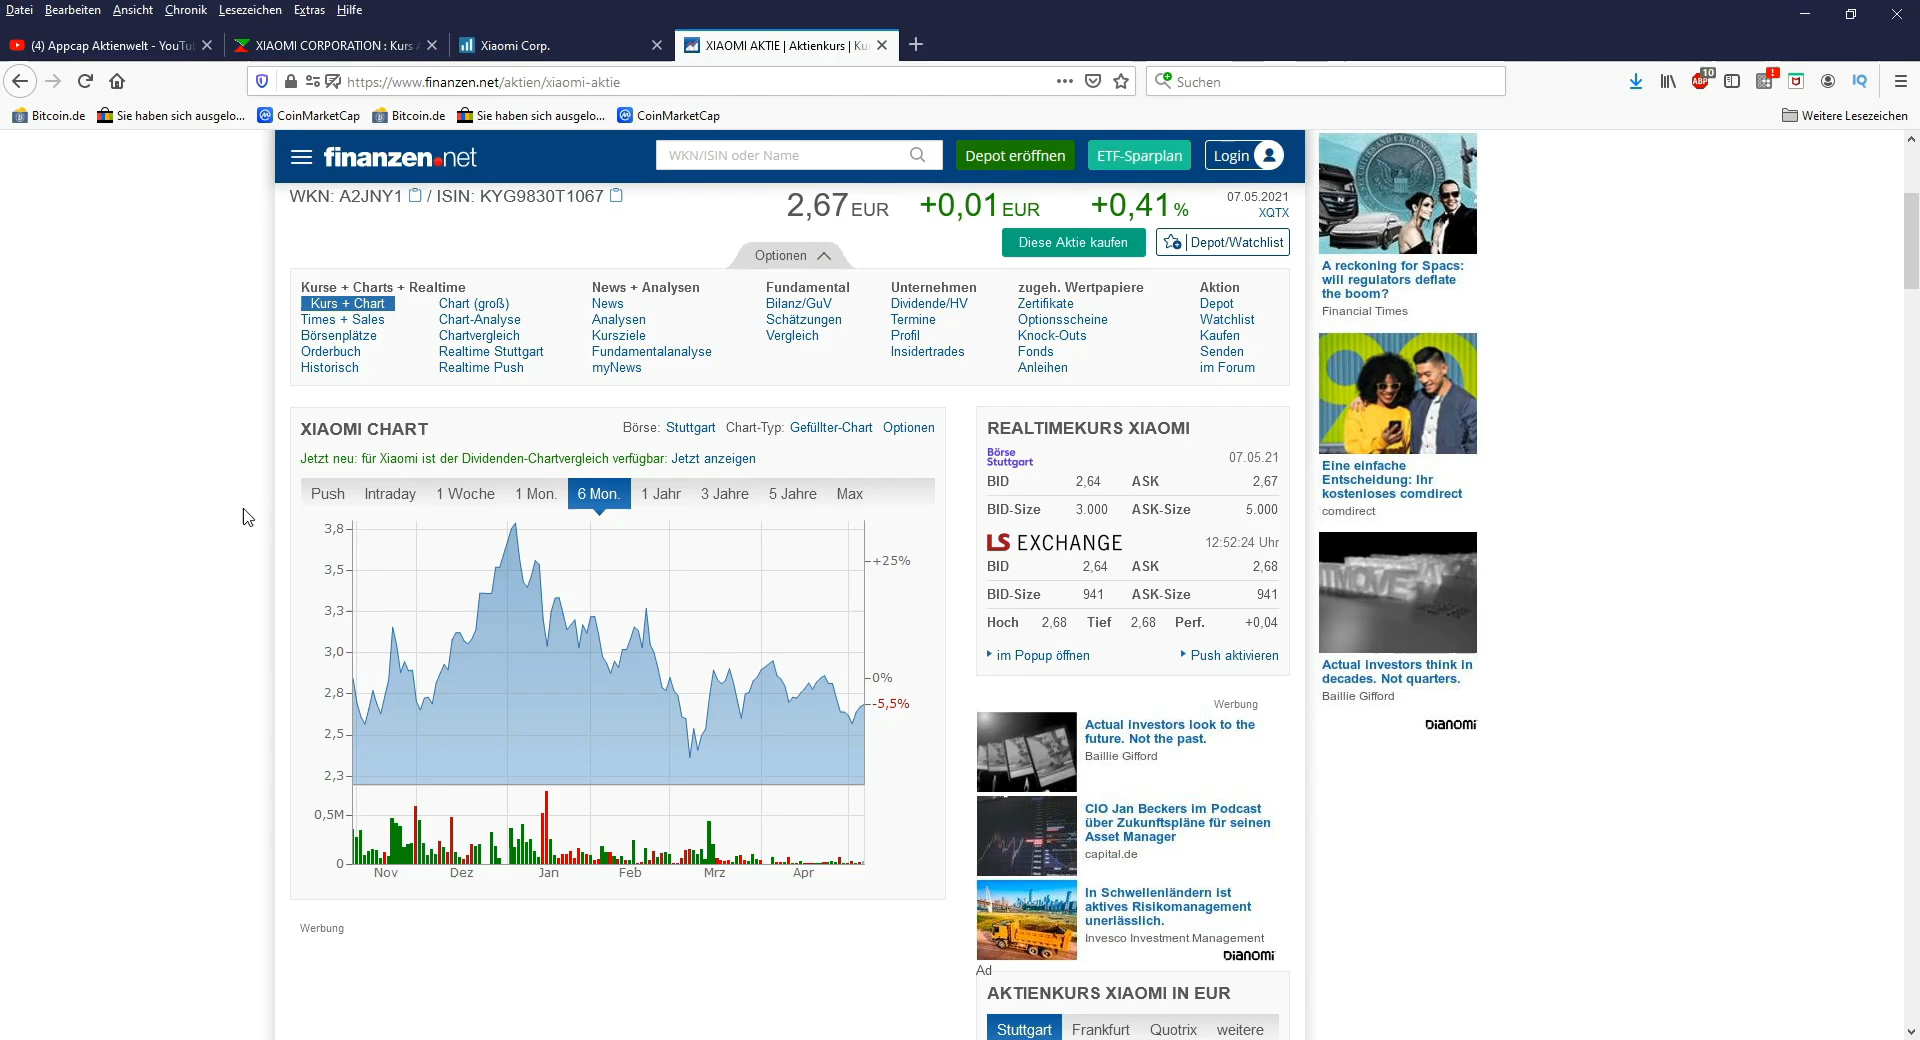 Datei Bearbeiten Ansicht Chronik Lesezeichen Extras Hilfe
(4) Appcap Aktienwelt - YouTu
XIAOMI CORPORATION : Kurs
Xiaomi Corp.
XIAOMI AKTIE | Aktienkurs | Ku
https://www.finanzen.net/aktien/xiaomi-aktie
Suchen
ABP 10
!
IQ
Bitcoin.de Sie haben sich ausgelo... CoinMarketCap Bitcoin.de Sie haben sich ausgelo... CoinMarketCap Weitere Lesezeichen
finanzen.net
WKN/ISIN oder Name
Depot eröffnen
ETF-Sparplan
Login
WKN: A2JNY1 / ISIN: KYG9830T1067
2,67 EUR +0,01 EUR +0,41 %
07.05.2021
XQTX
Diese Aktie kaufen
Depot/Watchlist
Optionen
Kurse + Charts + Realtime News + Analysen Fundamental Unternehmen zugeh. Wertpapiere Aktion
Kurs + Chart Chart (groß) News Bilanz/GuV Dividende/HV Zertifikate Depot
Times + Sales Chart-Analyse Analysen Schätzungen Termine Optionsscheine Watchlist
Börsenplätze Chartvergleich Kursziele Vergleich Profil Knock-Outs Kaufen
Orderbuch Realtime Stuttgart Fundamentalanalyse Insidertrades Fonds Senden
Historisch Realtime Push myNews Anleihen im Forum
XIAOMI CHART
Börse: Stuttgart Chart-Typ: Gefüllter-Chart Optionen
Jetzt neu: für Xiaomi ist der Dividenden-Chartvergleich verfügbar: Jetzt anzeigen
Push Intraday 1 Woche 1 Mon. 6 Mon. 1 Jahr 3 Jahre 5 Jahre Max
3,8
+25%
3,5
3,3
3,0
0%
2,8
-5,5%
2,5
2,3
0,5M
0
Nov Dez Jan Feb Mrz Apr
Werbung
REALTIMEKURS XIAOMI
Börse
Stuttgart
07.05.21
BID 2,64 ASK 2,67
BID-Size 3.000 ASK-Size 5.000
LS EXCHANGE 12:52:24 Uhr
BID 2,64 ASK 2,68
BID-Size 941 ASK-Size 941
Hoch 2,68 Tief 2,68 Perf. +0,04
im Popup öffnen Push aktivieren
Werbung
Actual investors look to the
future. Not the past.
Baillie Gifford
CIO Jan Beckers im Podcast
über Zukunftspläne für seinen
Asset Manager
capital.de
In Schwellenländern ist
aktives Risikomanagement
unerlässlich.
Invesco Investment Management
DIANOMI
Ad
AKTIENKURS XIAOMI IN EUR
Stuttgart Frankfurt Quotrix weitere
A reckoning for Spacs:
will regulators deflate
the boom?
Financial Times
Eine einfache
Entscheidung: Ihr
kostenloses comdirect
comdirect
Actual investors think in
decades. Not quarters.
Baillie Gifford
DIANOMI